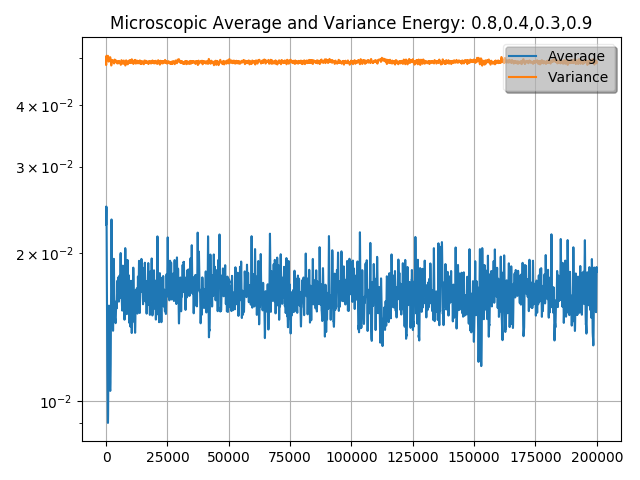 Microscopic Average and Variance Energy: 0.8,0.4,0.3,0.9
Average
Variance
4 × 10⁻²
3 × 10⁻²
2 × 10⁻²
10⁻²
0 25000 50000 75000 100000 125000 150000 175000 200000